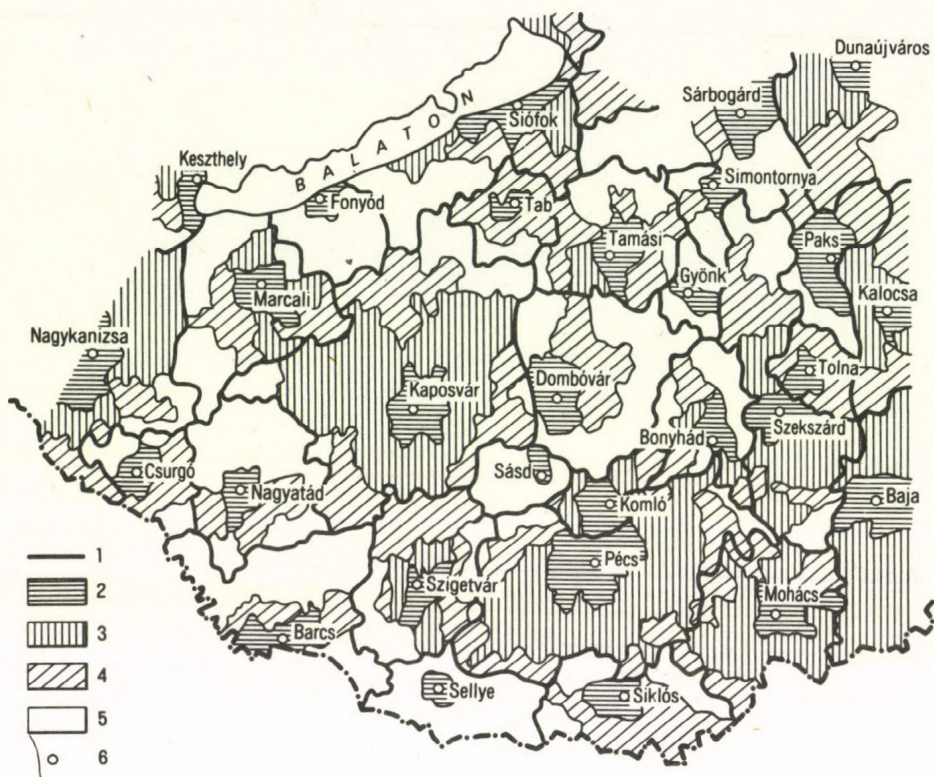 Dunaújváros
Sárbogárd
Siófok
Keszthely
BALATON
Simontornya
Fonyód
Tab
Tamási
Paks
Gyönk
Marcali
Kalocsa
Nagykanizsa
Tolna
Kaposvár
Dombóvár
Bonyhád
Szekszárd
Csurgó
Sásd
Nagyatád
Komló
Baja
1
Pécs
2
Szigetvár
Mohács
3
Barcs
4
Sellye
Siklós
5
6